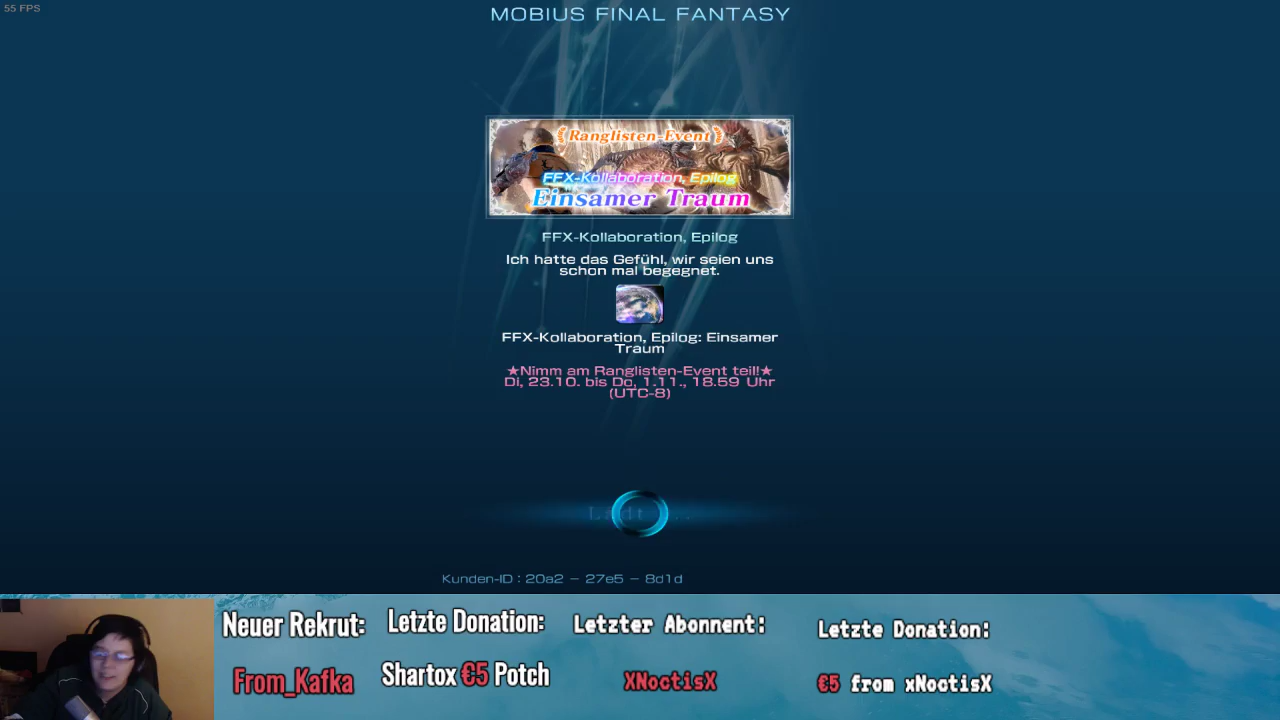 55 FPS
MOBIUS FINAL FANTASY
Ranglisten-Event
FFX-Kollaboration, Epilog
Einsamer Traum
FFX-Kollaboration, Epilog
Ich hatte das Gefühl, wir seien uns
schon mal begegnet.
FFX-Kollaboration, Epilog: Einsamer
Traum
★Nimm am Ranglisten-Event teil!★
Di, 23.10. bis Do, 1.11., 18.59 Uhr
(UTC-8)
Kunden-ID : 20a2 – 27e5 – 8d1d
Neuer Rekrut:
From_Kafka
Letzte Donation:
Shartox €5 Potch
Letzter Abonnent:
XNoctisX
Letzte Donation:
€5 from xNoctisX